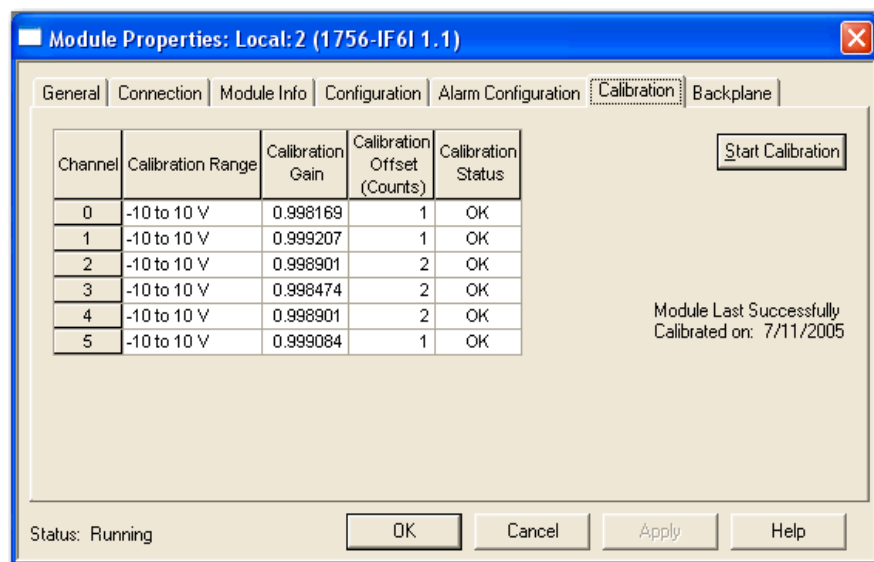 Module Properties: Local:2 (1756-IF6I 1.1)
General Connection Module Info Configuration Alarm Configuration Calibration Backplane
Channel Calibration Range Calibration Gain Calibration Offset (Counts) Calibration Status
0 -10 to 10 V 0.998169 1 OK
1 -10 to 10 V 0.999207 1 OK
2 -10 to 10 V 0.998901 2 OK
3 -10 to 10 V 0.998474 2 OK
4 -10 to 10 V 0.998901 2 OK
5 -10 to 10 V 0.999084 1 OK
Start Calibration
Module Last Successfully
Calibrated on: 7/11/2005
Status: Running
OK Cancel Apply Help